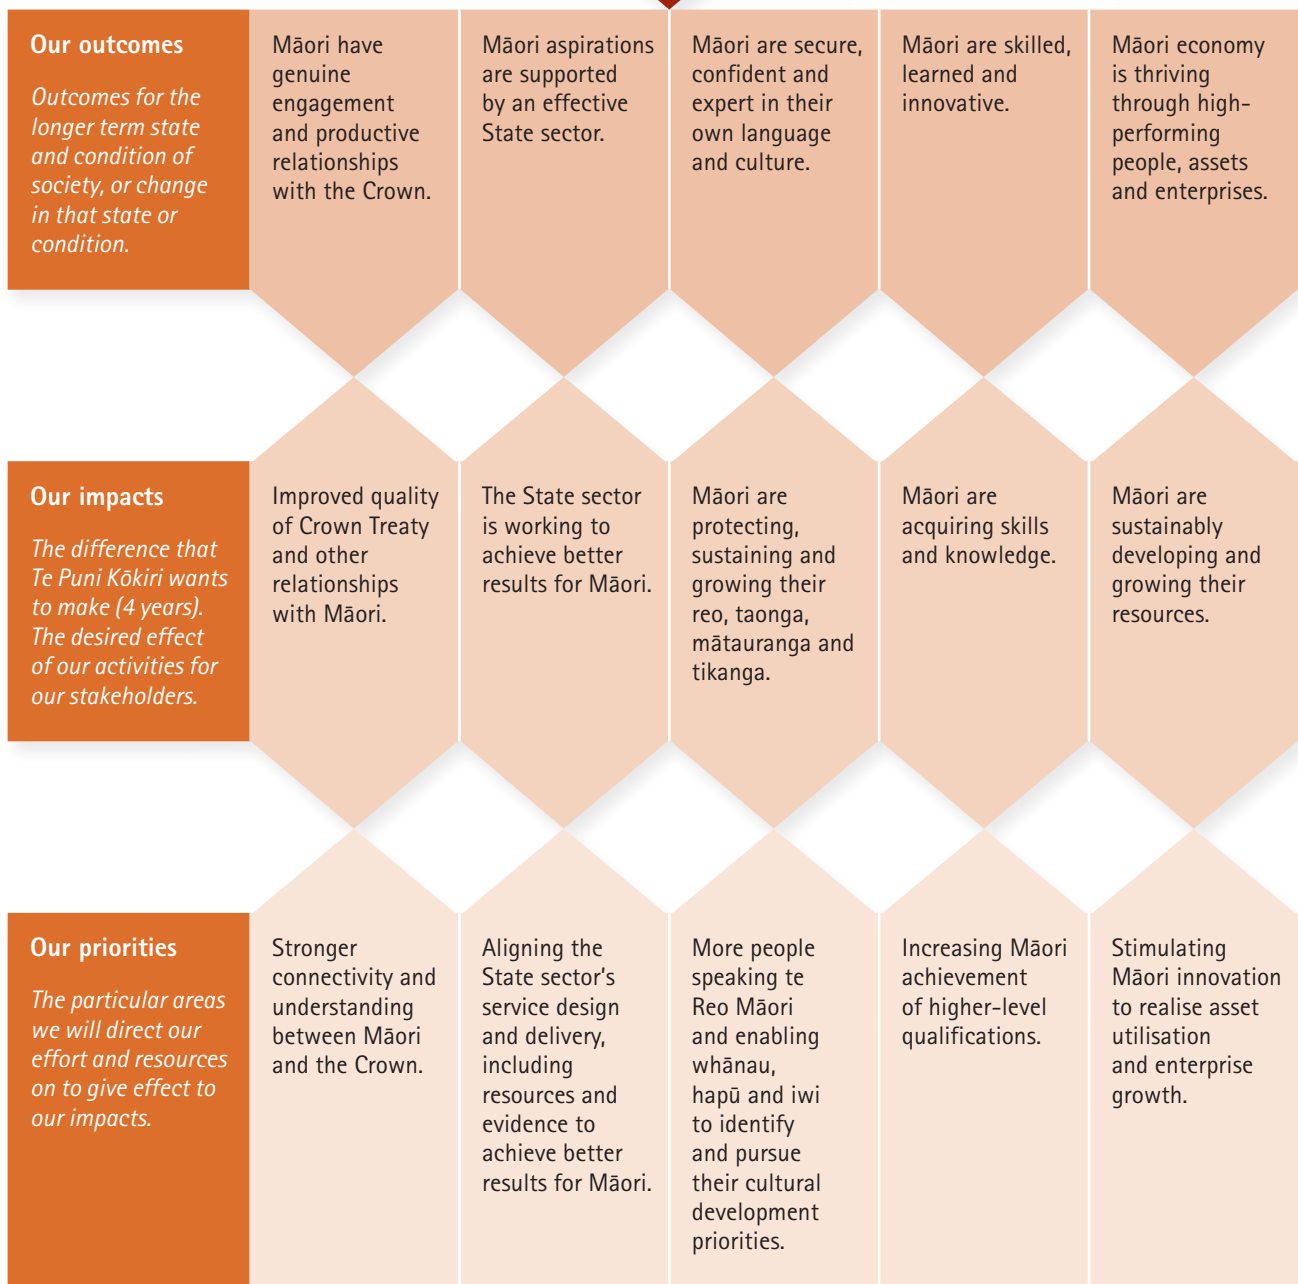 Our outcomes
Outcomes for the
longer term state
and condition of
society, or change
in that state or
condition.
Māori have
genuine
engagement
and productive
relationships
with the Crown.
Māori aspirations
are supported
by an effective
State sector.
Māori are secure,
confident and
expert in their
own language
and culture.
Māori are skilled,
learned and
innovative.
Māori economy
is thriving
through high-
performing
people, assets
and enterprises.
Our impacts
The difference that
Te Puni Kōkiri wants
to make (4 years).
The desired effect
of our activities for
our stakeholders.
Improved quality
of Crown Treaty
and other
relationships
with Māori.
The State sector
is working to
achieve better
results for Māori.
Māori are
protecting,
sustaining and
growing their
reo, taonga,
mātauranga and
tikanga.
Māori are
acquiring skills
and knowledge.
Māori are
sustainably
developing and
growing their
resources.
Our priorities
The particular areas
we will direct our
effort and resources
on to give effect to
our impacts.
Stronger
connectivity and
understanding
between Māori
and the Crown.
Aligning the
State sector’s
service design
and delivery,
including
resources and
evidence to
achieve better
results for Māori.
More people
speaking te
Reo Māori
and enabling
whānau,
hapū and iwi
to identify
and pursue
their cultural
development
priorities.
Increasing Māori
achievement
of higher-level
qualifications.
Stimulating
Māori innovation
to realise asset
utilisation
and enterprise
growth.